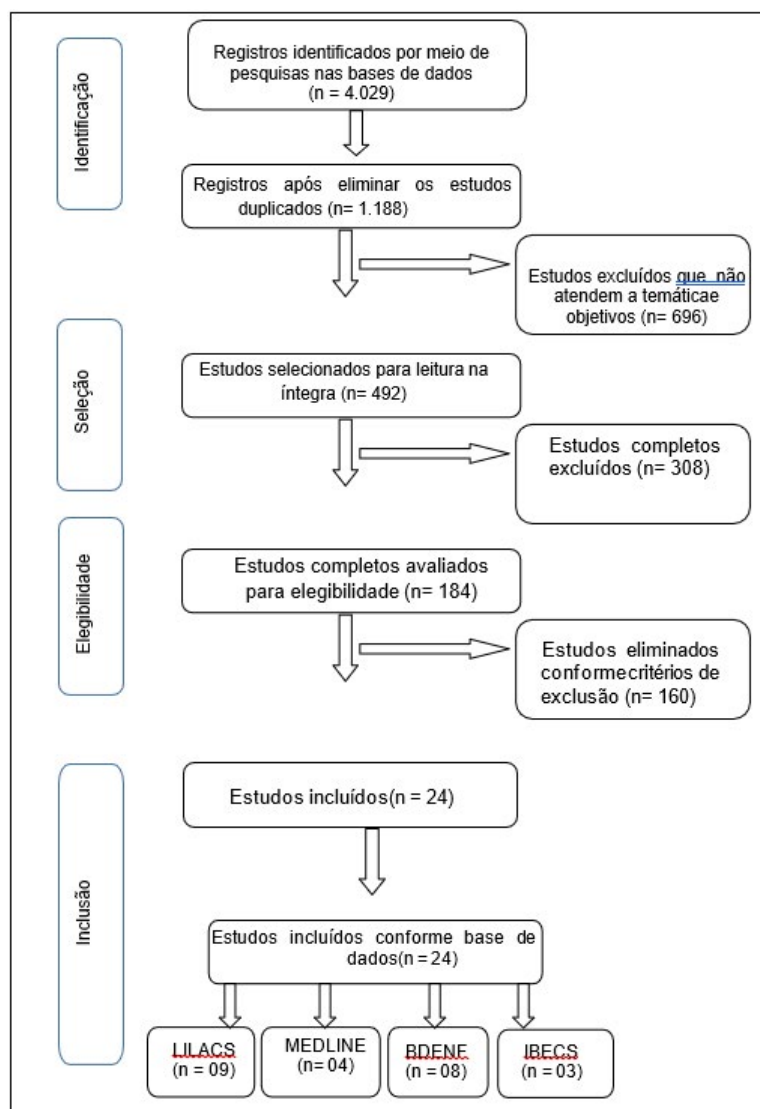 Identificação
Registros identificados por meio de
pesquisas nas bases de dados
(n = 4.029)
Registros após eliminar os estudos
duplicados (n= 1.188)
Estudos excluídos que não
atendem a temáticae
objetivos (n= 696)
Seleção
Estudos selecionados para leitura na
íntegra (n= 492)
Estudos completos
excluídos (n= 308)
Elegibilidade
Estudos completos avaliados
para elegibilidade (n= 184)
Estudos eliminados
conformecritérios de
exclusão (n= 160)
Inclusão
Estudos incluídos(n = 24)
Estudos incluídos conforme base de
dados(n = 24)
LILACS
(n = 09)
MEDLINE
(n= 04)
BDENF
(n= 08)
IBECS
(n = 03)